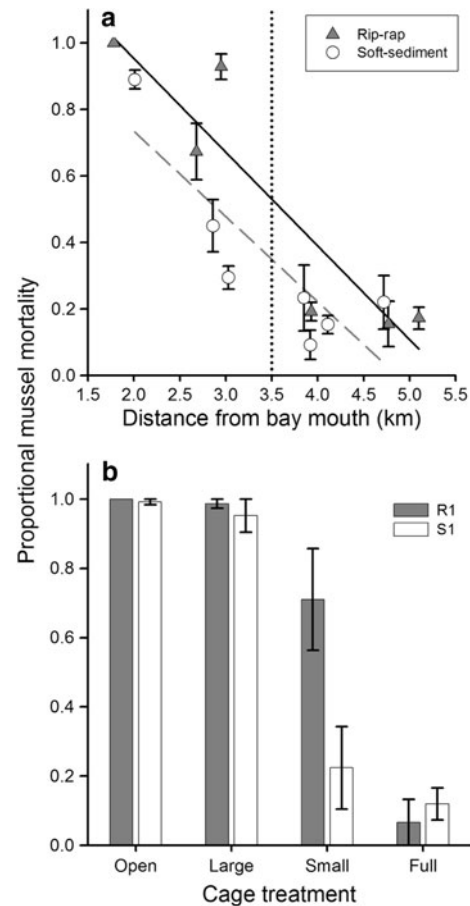 Proportional mussel mortality
a
Rip-rap
Soft-sediment
1.0
0.8
0.6
0.4
0.2
0.0
1.5 2.0 2.5 3.0 3.5 4.0 4.5 5.0 5.5
Distance from bay mouth (km)
b
R1
S1
1.0
0.8
0.6
0.4
0.2
0.0
Open Large Small Full
Cage treatment